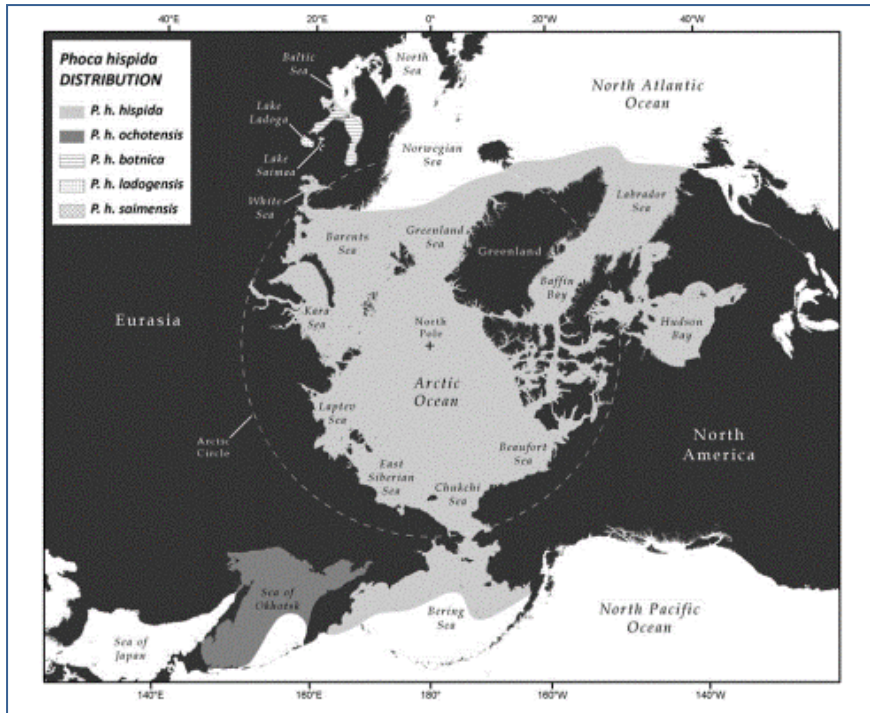 40°E
20°E
0°
20°W
40°W
Phoca hispida
DISTRIBUTION
P. h. hispida
P. h. ochotensis
P. h. botnica
P. h. ladogensis
P. h. saimensis
Baltic
Sea
North
Sea
North Atlantic
Ocean
Lake
Ladoga
Lake
Saimaa
Norwegian
Sea
White
Sea
Labrador
Sea
Barents
Sea
Greenland
Sea
Greenland
Baffin
Bay
Kara
Sea
Eurasia
North
Pole
Hudson
Bay
Arctic
Ocean
Laptev
Sea
Arctic
Circle
North
America
Beaufort
Sea
East
Siberian
Sea
Chukchi
Sea
Sea of
Okhotsk
Bering
Sea
North Pacific
Ocean
Sea of
Japan
140°E
160°E
180°
160°W
140°W